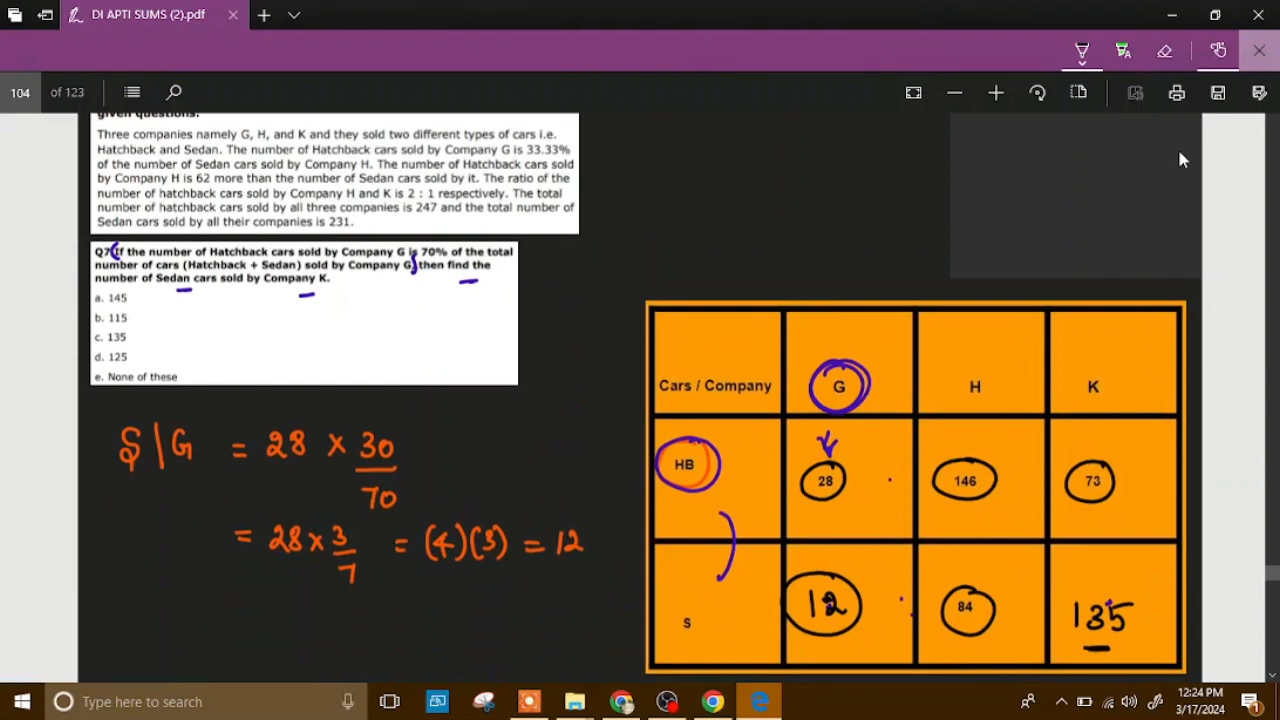 DI APTI SUMS (2).pdf
104 of 123
given questions:
Three companies namely G, H, and K and they sold two different types of cars i.e.
Hatchback and Sedan. The number of Hatchback cars sold by Company G is 33.33%
of the number of Sedan cars sold by Company H. The number of Hatchback cars sold
by Company H is 62 more than the number of Sedan cars sold by it. The ratio of the
number of hatchback cars sold by Company H and K is 2 : 1 respectively. The total
number of hatchback cars sold by all three companies is 247 and the total number of
Sedan cars sold by all their companies is 231.
Q7. If the number of Hatchback cars sold by Company G is 70% of the total
number of cars (Hatchback + Sedan) sold by Company G, then find the
number of Sedan cars sold by Company K.
a. 145
b. 115
c. 135
d. 125
e. None of these
S | G = 28 × 30/70
= 28 × 3/7 = (4)(3) = 12
Cars / Company G H K
HB 28 146 73
S 12 84 135
Type here to search
12:24 PM
3/17/2024